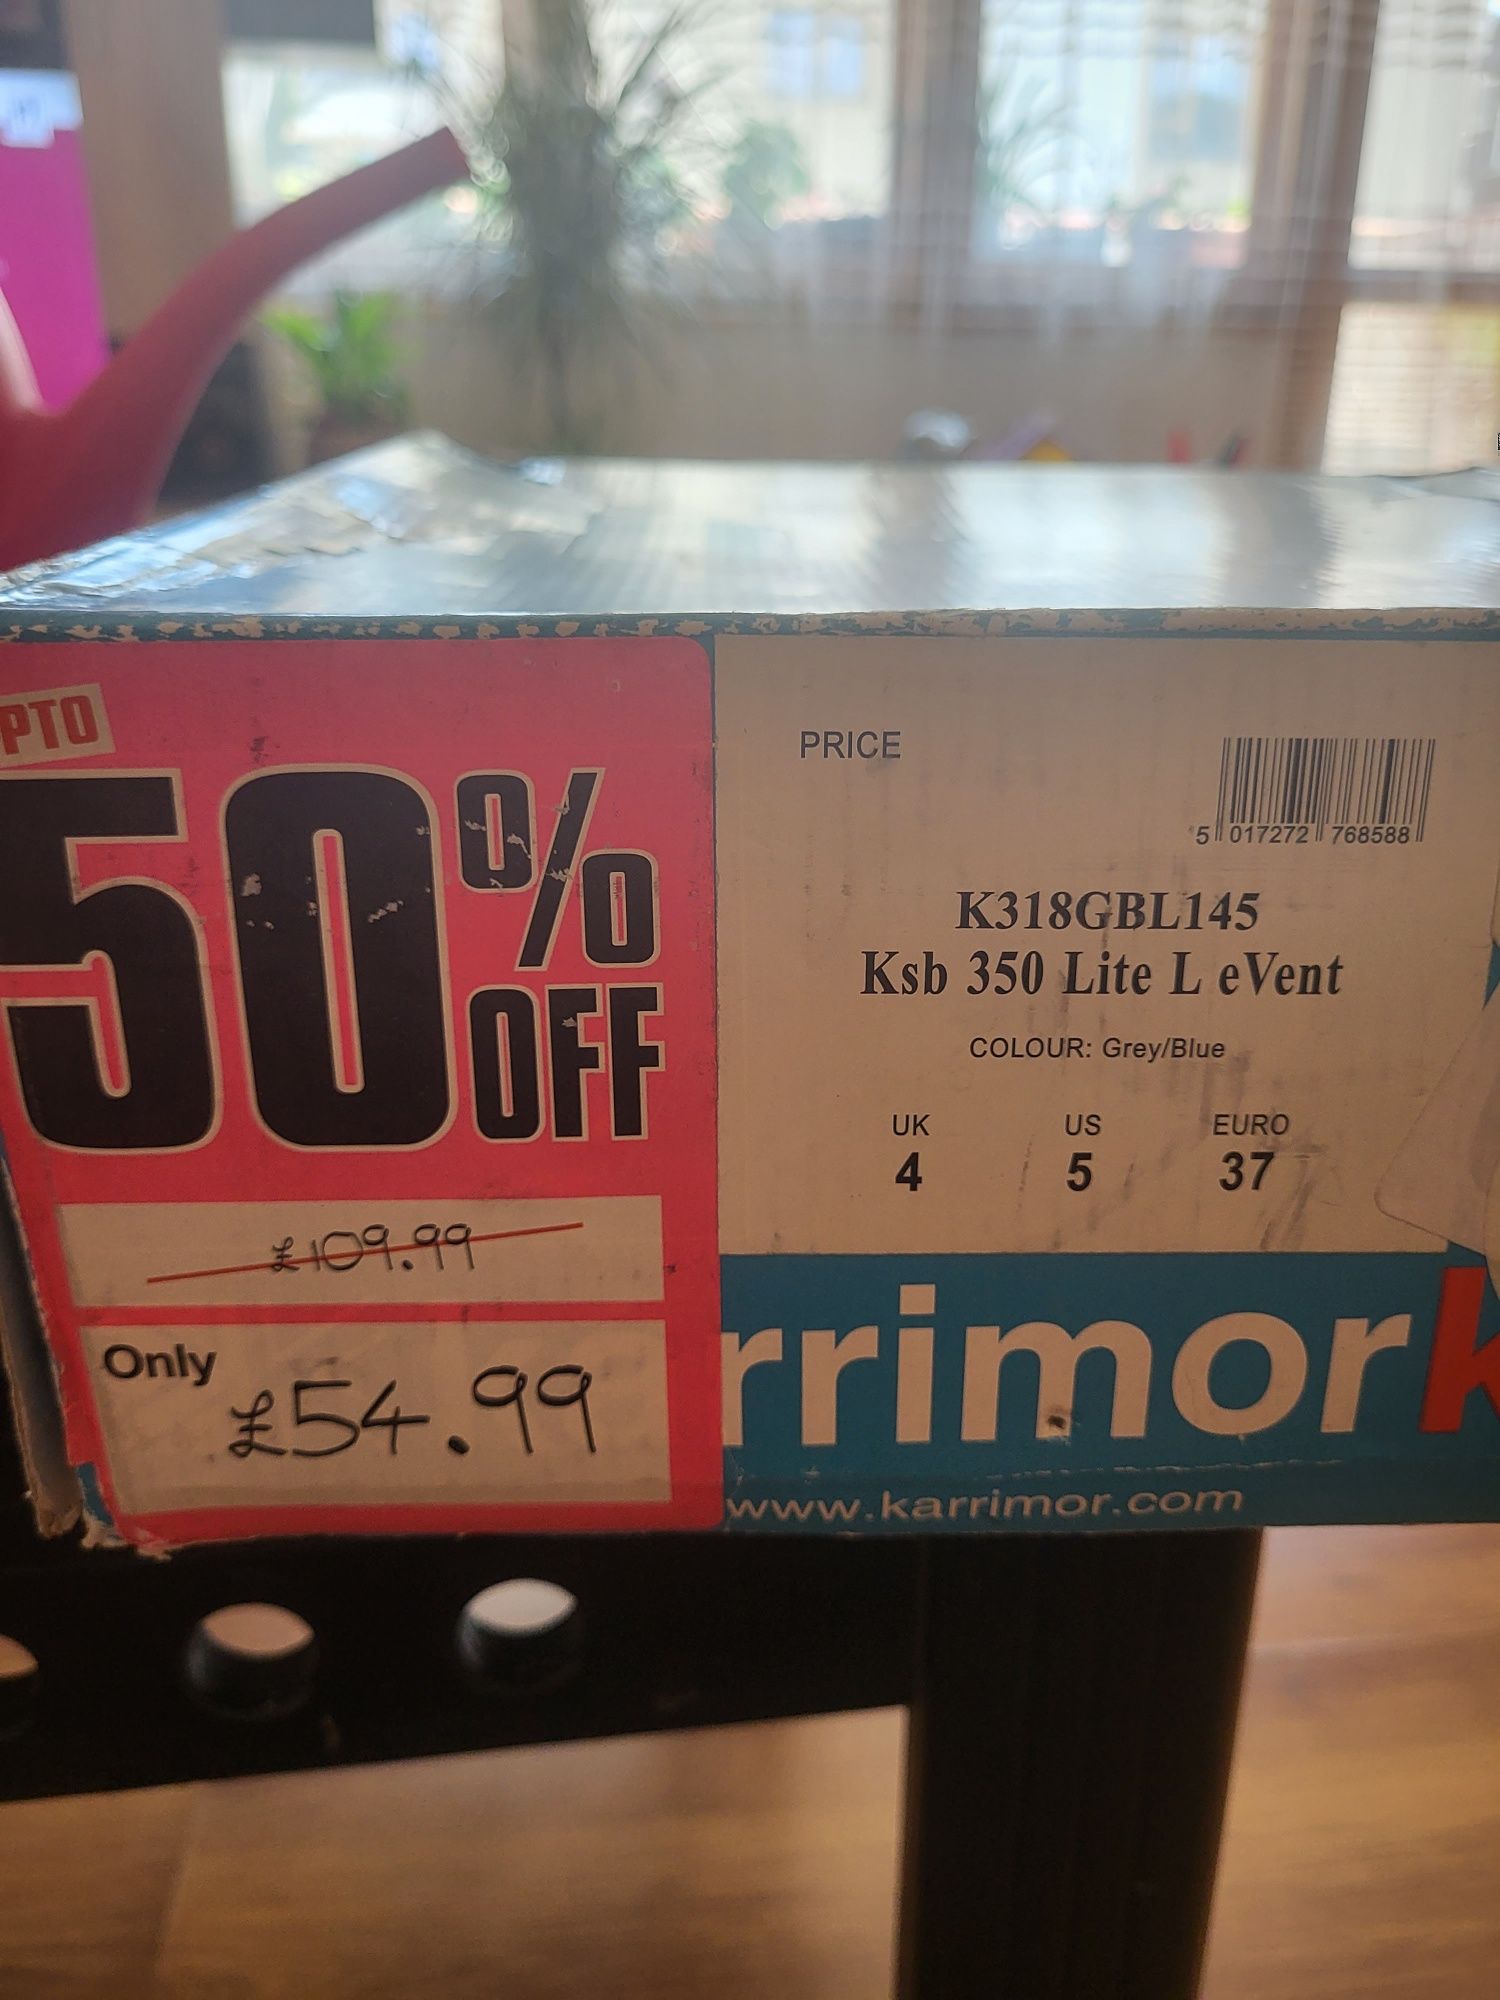 PTO
50%
OFF
£109.99
Only
£54.99
PRICE
5 017272 768588
K318GBL145
Ksb 350 Lite L eVent
COLOUR: Grey/Blue
UK US EURO
4 5 37
rrimor k
www.karrimor.com